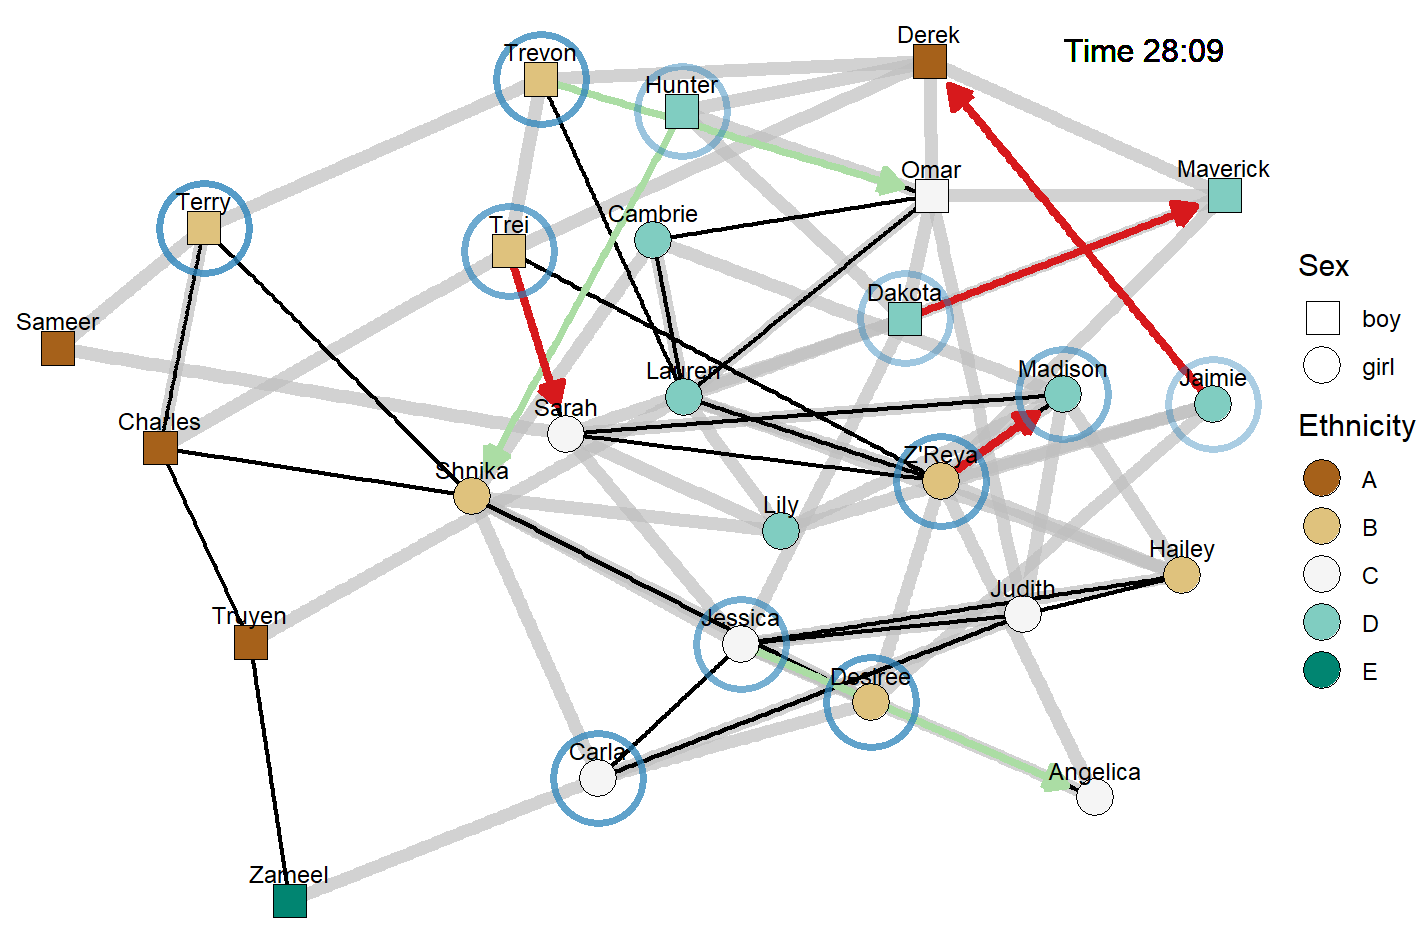 Derek
Time 28:09
Trevon
Hunter
Omar
Maverick
Terry
Cambrie
Trei
Sex
Dakota
boy
Sameer
girl
Lauren
Madison
Jaimie
Sarah
Charles
Ethnicity
Z'Reya
Shnika
A
Lily
B
Hailey
C
Judith
Truyen
Jessica
D
Desiree
E
Carla
Angelica
Zameel